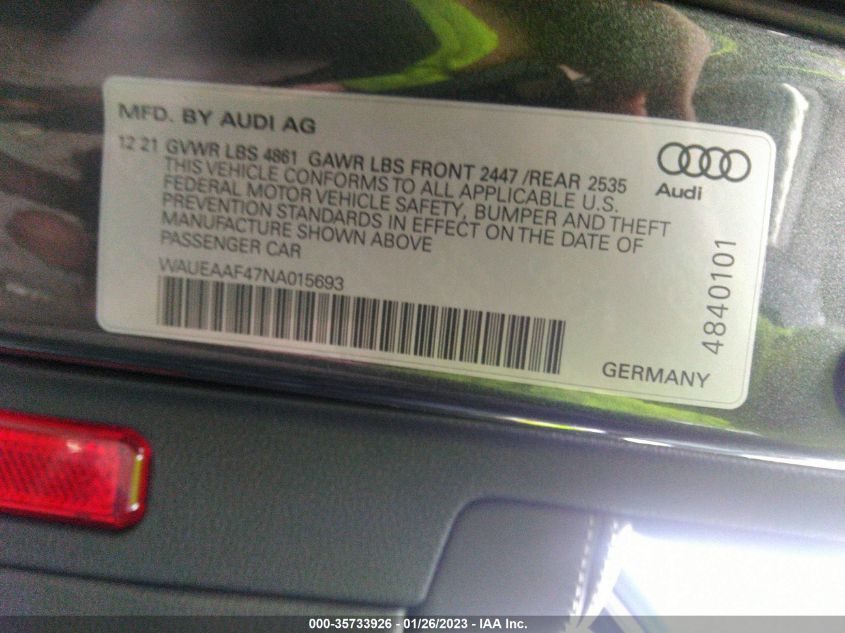 MFD. BY AUDI AG
12 21 GVWR LBS 4861 GAWR LBS FRONT 2447 /REAR 2535
THIS VEHICLE CONFORMS TO ALL APPLICABLE U.S.
FEDERAL MOTOR VEHICLE SAFETY, BUMPER AND THEFT
PREVENTION STANDARDS IN EFFECT ON THE DATE OF
MANUFACTURE SHOWN ABOVE
PASSENGER CAR
WAUEAAF47NA015693
Audi
4840101
GERMANY
000-35733926 - 01/26/2023 - IAA Inc.